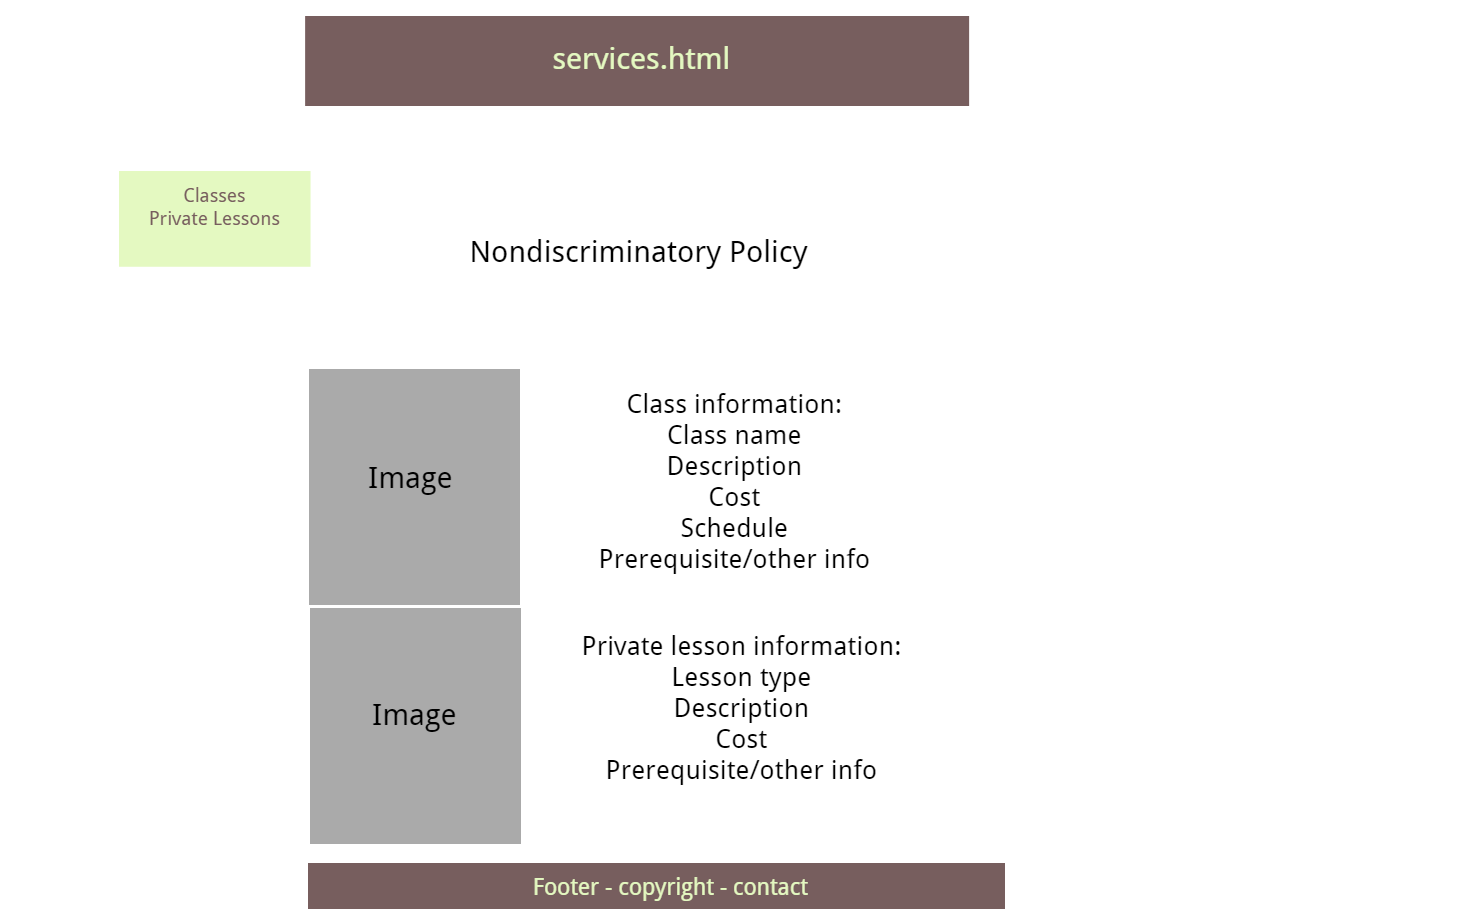 services.html
Classes
Private Lessons
Nondiscriminatory Policy
Image
Class information:
Class name
Description
Cost
Schedule
Prerequisite/other info
Image
Private lesson information:
Lesson type
Description
Cost
Prerequisite/other info
Footer - copyright - contact